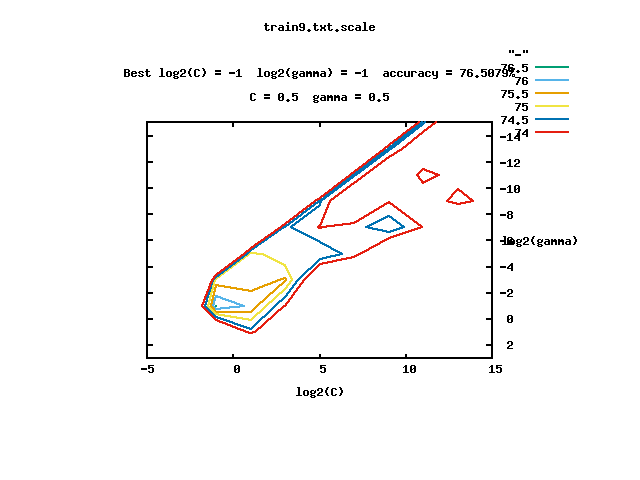 train9.txt.scale
"-"
Best log2(C) = -1  log2(gamma) = -1  accuracy = 76.5079%
76.5
76
C = 0.5  gamma = 0.5
75.5
75
74.5
74
-14
-12
-10
-8
-6
log2(gamma)
-4
-2
0
2
-5 0 5 10 15
log2(C)